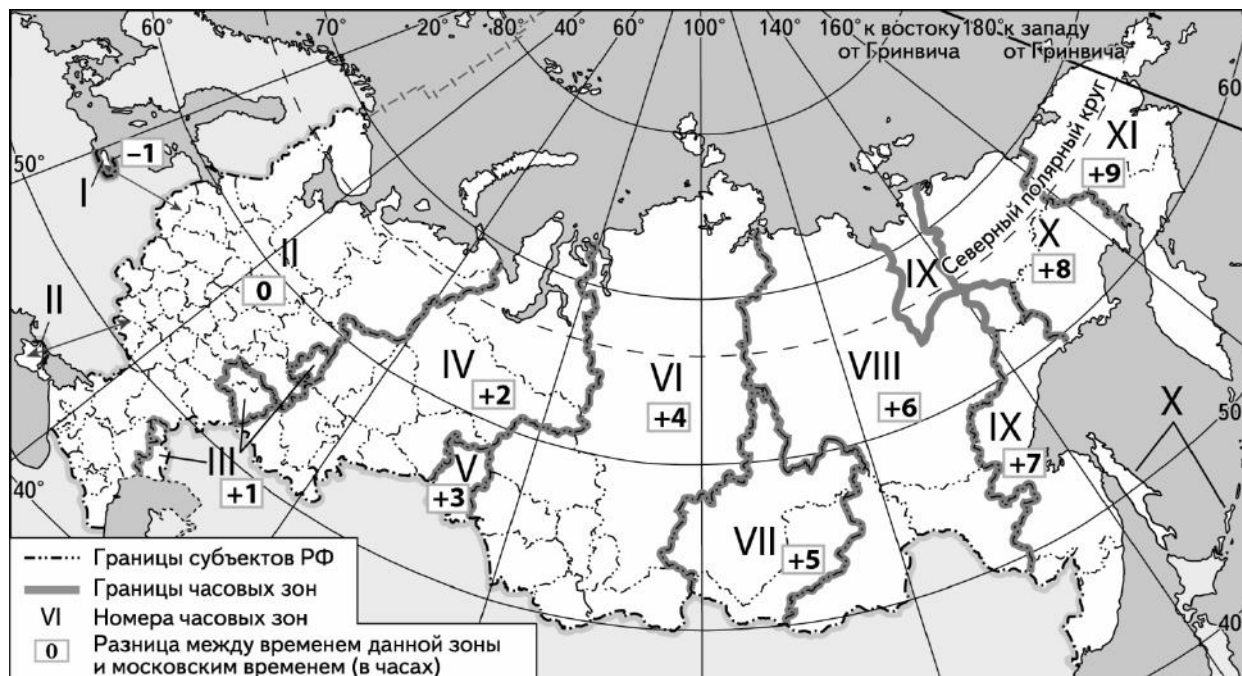 60° 70° 20° 40° 60° 80° 100° 120° 140° 160° к востоку 180° к западу
от Гринвича от Гринвича
60°
Северный полярный круг
XI
+9
50°
–1
I
II
0
IX
X
+8
II
IV
+2
VI
+4
VIII
+6
X
50°
V
+3
IX
+7
40°
III
+1
VII
+5
40°
Границы субъектов РФ
Границы часовых зон
VI Номера часовых зон
0 Разница между временем данной зоны
и московским временем (в часах)